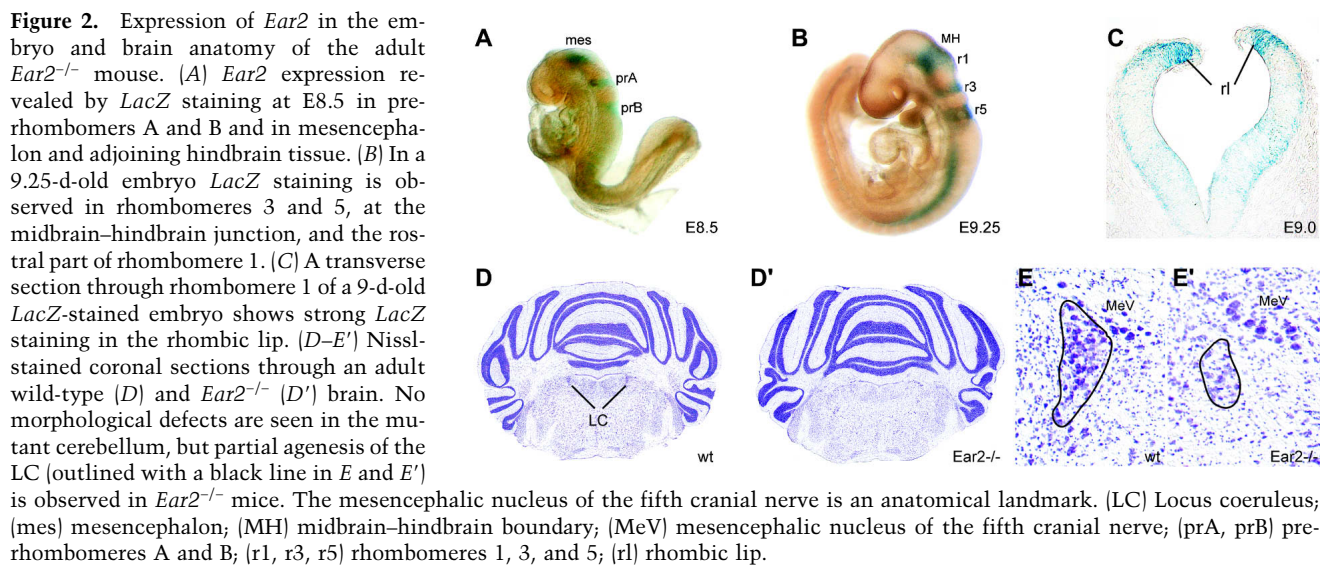 Figure 2. Expression of Ear2 in the em-
bryo and brain anatomy of the adult
Ear2−/− mouse. (A) Ear2 expression re-
vealed by LacZ staining at E8.5 in pre-
rhombomers A and B and in mesencepha-
lon and adjoining hindbrain tissue. (B) In a
9.25-d-old embryo LacZ staining is ob-
served in rhombomeres 3 and 5, at the
midbrain–hindbrain junction, and the ros-
tral part of rhombomere 1. (C) A transverse
section through rhombomere 1 of a 9-d-old
LacZ-stained embryo shows strong LacZ
staining in the rhombic lip. (D–E′) Nissl-
stained coronal sections through an adult
wild-type (D) and Ear2−/− (D′) brain. No
morphological defects are seen in the mu-
tant cerebellum, but partial agenesis of the
LC (outlined with a black line in E and E′)
is observed in Ear2−/− mice. The mesencephalic nucleus of the fifth cranial nerve is an anatomical landmark. (LC) Locus coeruleus;
(mes) mesencephalon; (MH) midbrain–hindbrain boundary; (MeV) mesencephalic nucleus of the fifth cranial nerve; (prA, prB) pre-
rhombomeres A and B; (r1, r3, r5) rhombomeres 1, 3, and 5; (rl) rhombic lip.
A
mes
prA
prB
E8.5
B
MH
r1
r3
r5
E9.25
C
rl
E9.0
D
LC
wt
D'
Ear2-/-
E
MeV
wt
E'
MeV
Ear2-/-